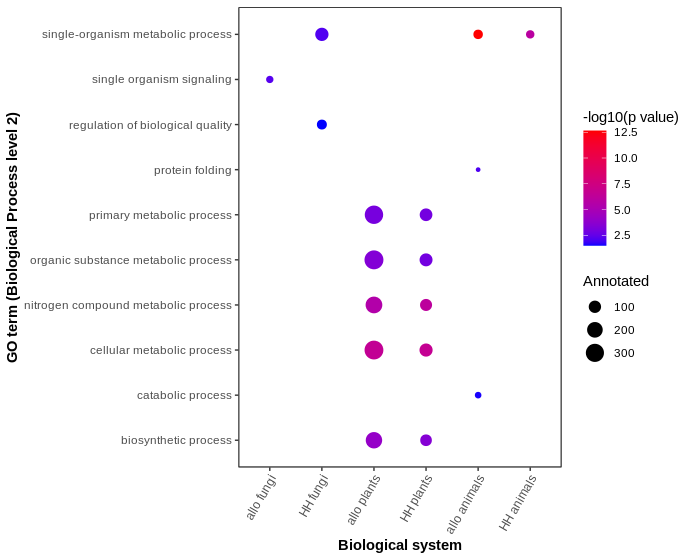 single-organism metabolic process
single organism signaling
regulation of biological quality
protein folding
primary metabolic process
organic substance metabolic process
nitrogen compound metabolic process
cellular metabolic process
catabolic process
biosynthetic process
GO term (Biological Process level 2)
allo fungi
HH fungi
allo plants
HH plants
allo animals
HH animals
Biological system
-log10(p value)
12.5
10.0
7.5
5.0
2.5
Annotated
100
200
300